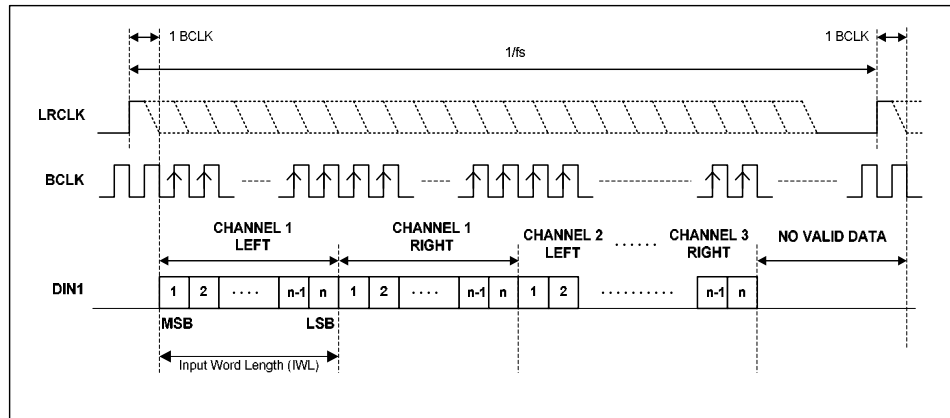 1 BCLK 1 BCLK
1/fs
LRCLK
BCLK
CHANNEL 1 LEFT
CHANNEL 1 RIGHT
CHANNEL 2 LEFT
CHANNEL 3 RIGHT
NO VALID DATA
DIN1
1 2 n-1 n 1 2 n-1 n 1 2 n-1 n
MSB LSB
Input Word Length (IWL)